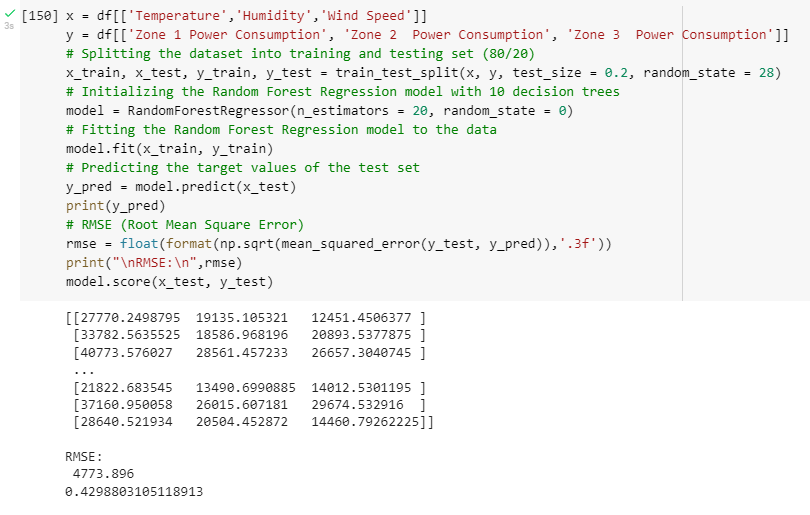 [150] x = df[['Temperature','Humidity','Wind Speed']]
3s
y = df[['Zone 1 Power Consumption', 'Zone 2  Power Consumption', 'Zone 3  Power Consumption']]
# Splitting the dataset into training and testing set (80/20)
x_train, x_test, y_train, y_test = train_test_split(x, y, test_size = 0.2, random_state = 28)
# Initializing the Random Forest Regression model with 10 decision trees
model = RandomForestRegressor(n_estimators = 20, random_state = 0)
# Fitting the Random Forest Regression model to the data
model.fit(x_train, y_train)
# Predicting the target values of the test set
y_pred = model.predict(x_test)
print(y_pred)
# RMSE (Root Mean Square Error)
rmse = float(format(np.sqrt(mean_squared_error(y_test, y_pred)),'.3f'))
print("\nRMSE:\n",rmse)
model.score(x_test, y_test)
[[27770.2498795  19135.105321   12451.4506377 ]
[33782.5635525  18586.968196   20893.5377875 ]
[40773.576027   28561.457233   26657.3040745 ]
...
[21822.683545   13490.6990885  14012.5301195 ]
[37160.950058   26015.607181   29674.532916  ]
[28640.521934   20504.452872   14460.79262225]]
RMSE:
4773.896
0.4298803105118913